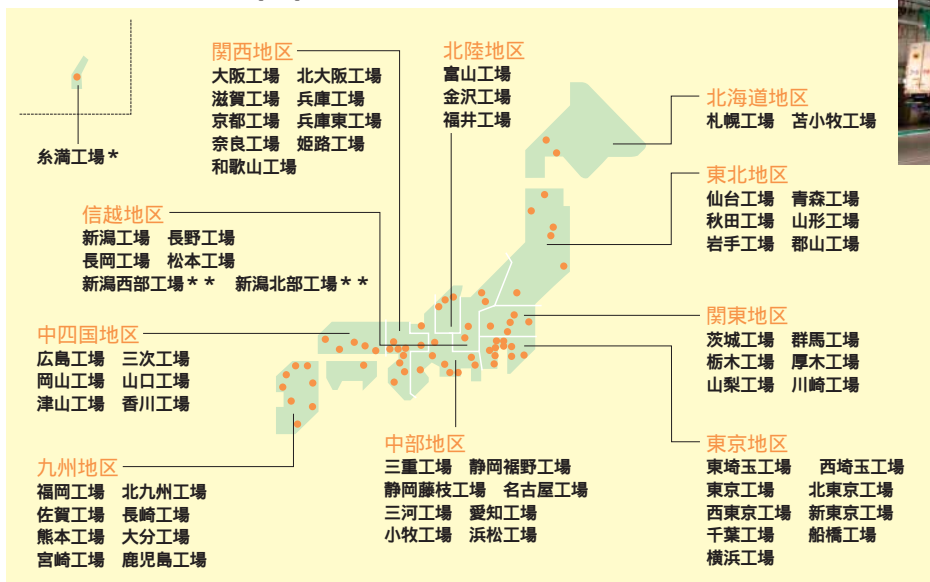 関西地区
大阪工場 北大阪工場
滋賀工場 兵庫工場
京都工場 兵庫東工場
奈良工場 姫路工場
和歌山工場
北陸地区
富山工場
金沢工場
福井工場
北海道地区
札幌工場 苫小牧工場
糸満工場*
東北地区
仙台工場 青森工場
秋田工場 山形工場
岩手工場 郡山工場
信越地区
新潟工場 長野工場
長岡工場 松本工場
新潟西部工場** 新潟北部工場**
関東地区
茨城工場 群馬工場
栃木工場 厚木工場
山梨工場 川崎工場
中四国地区
広島工場 三次工場
岡山工場 山口工場
津山工場 香川工場
九州地区
福岡工場 北九州工場
佐賀工場 長崎工場
熊本工場 大分工場
宮崎工場 鹿児島工場
中部地区
三重工場 静岡裾野工場
静岡藤枝工場 名古屋工場
三河工場 愛知工場
小牧工場 浜松工場
東京地区
東埼玉工場 西埼玉工場
東京工場 北東京工場
西東京工場 新東京工場
千葉工場 船橋工場
横浜工場